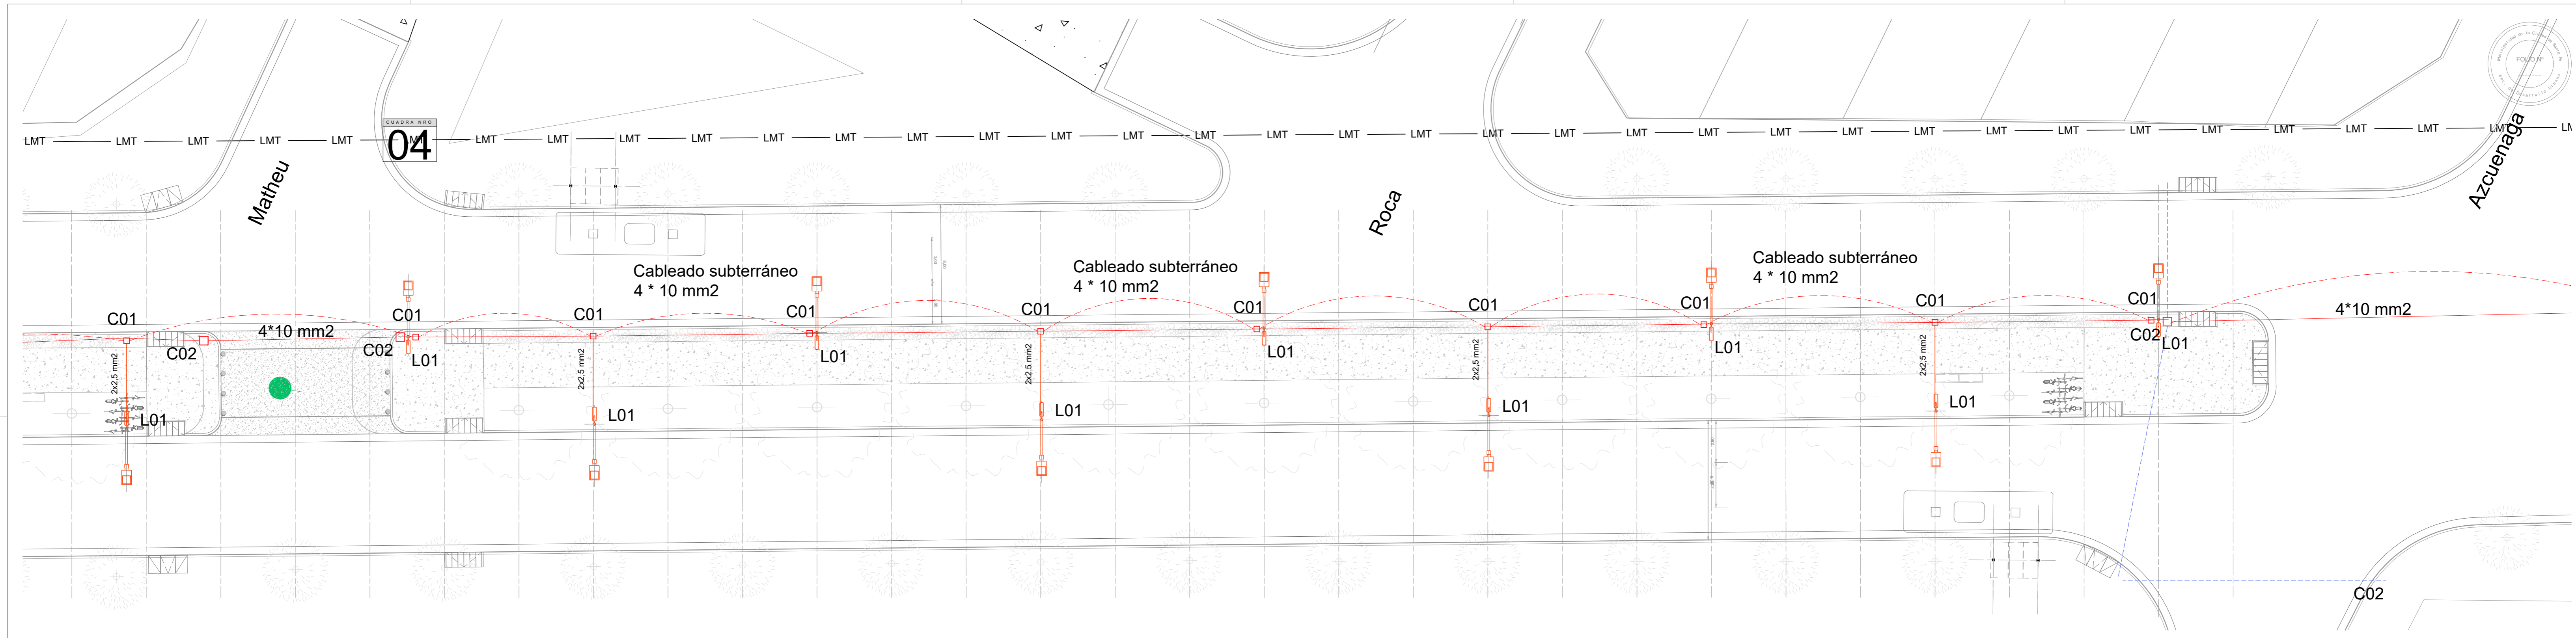 CUADRA NRO
04
FOLIO Nº
LMT LMT LMT LMT LMT LMT LMT LMT LMT LMT LMT LMT LMT LMT LMT LMT LMT LMT LMT LMT LMT LMT LMT LMT LMT LMT LMT LMT LMT LMT LMT LMT LMT LMT LMT
Matheu
Roca
Azcuenaga
Cableado subterráneo
4 * 10 mm2
Cableado subterráneo
4 * 10 mm2
Cableado subterráneo
4 * 10 mm2
C01 C01 C01 C01 C01 C01 C01 C01 C01 C01
4*10 mm2
4*10 mm2
C02 C02 C02
L01 L01 L01 L01 L01
2x2,5 mm2 2x2,5 mm2 2x2,5 mm2 2x2,5 mm2 2x2,5 mm2
L01 L01 L01 L01 L01
C02